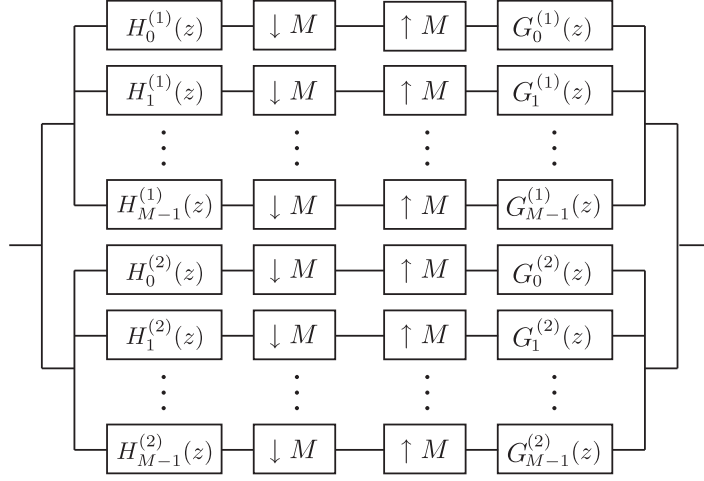 H_0^{(1)}(z) ↓ M ↑ M G_0^{(1)}(z)
H_1^{(1)}(z) ↓ M ↑ M G_1^{(1)}(z)
⋮ ⋮ ⋮ ⋮
H_{M-1}^{(1)}(z) ↓ M ↑ M G_{M-1}^{(1)}(z)
H_0^{(2)}(z) ↓ M ↑ M G_0^{(2)}(z)
H_1^{(2)}(z) ↓ M ↑ M G_1^{(2)}(z)
⋮ ⋮ ⋮ ⋮
H_{M-1}^{(2)}(z) ↓ M ↑ M G_{M-1}^{(2)}(z)